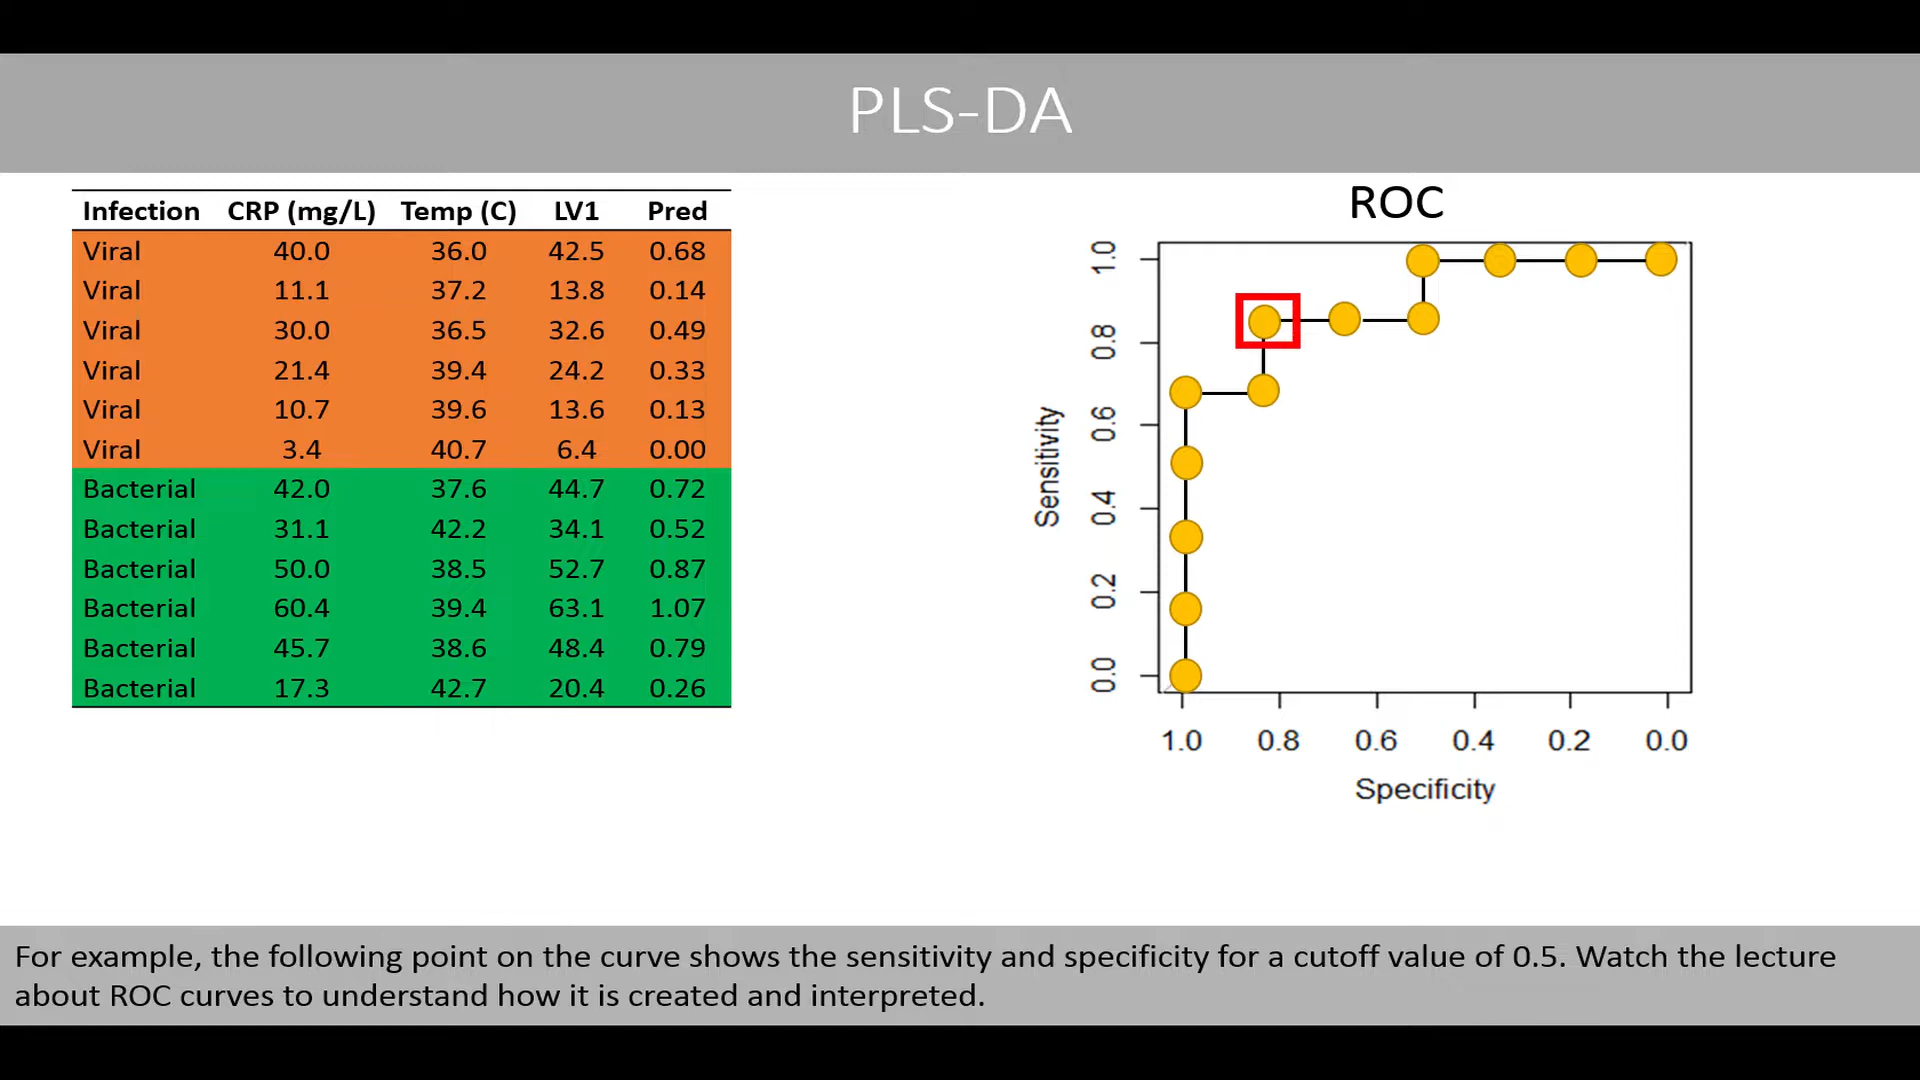 PLS-DA
Infection CRP (mg/L) Temp (C) LV1 Pred
Viral 40.0 36.0 42.5 0.68
Viral 11.1 37.2 13.8 0.14
Viral 30.0 36.5 32.6 0.49
Viral 21.4 39.4 24.2 0.33
Viral 10.7 39.6 13.6 0.13
Viral 3.4 40.7 6.4 0.00
Bacterial 42.0 37.6 44.7 0.72
Bacterial 31.1 42.2 34.1 0.52
Bacterial 50.0 38.5 52.7 0.87
Bacterial 60.4 39.4 63.1 1.07
Bacterial 45.7 38.6 48.4 0.79
Bacterial 17.3 42.7 20.4 0.26
ROC
Sensitivity
1.0
0.8
0.6
0.4
0.2
0.0
1.0 0.8 0.6 0.4 0.2 0.0
Specificity
For example, the following point on the curve shows the sensitivity and specificity for a cutoff value of 0.5. Watch the lecture
about ROC curves to understand how it is created and interpreted.